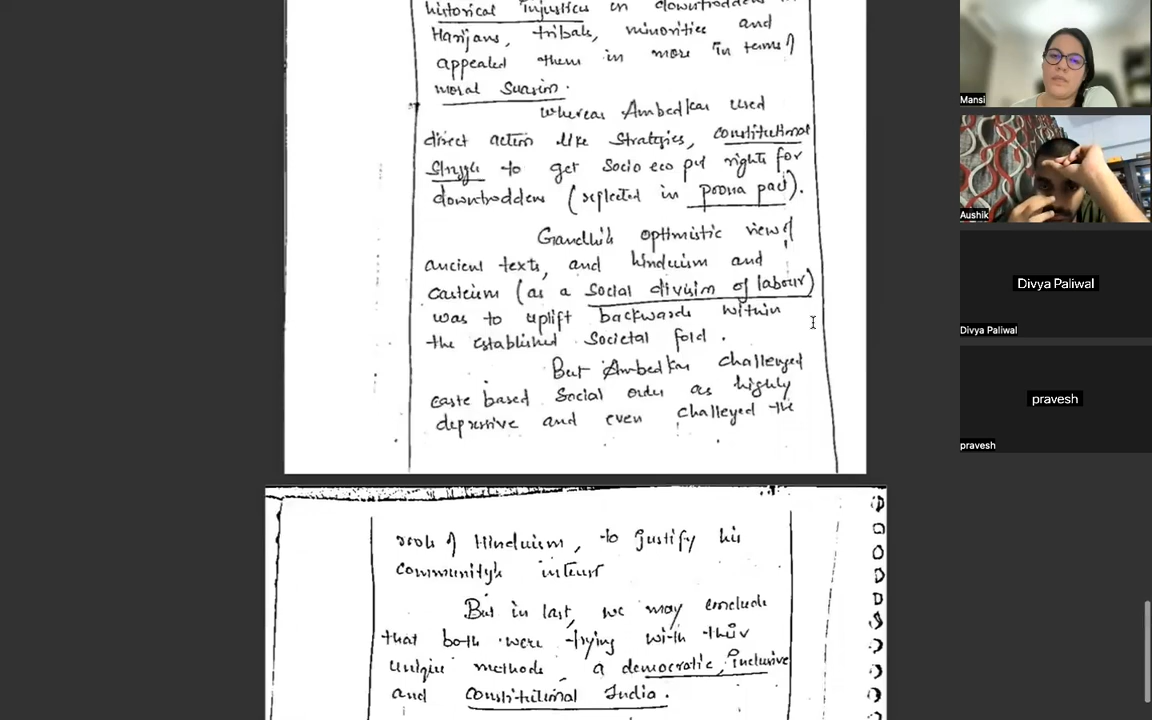 historical injustices on downtrodden
Harijans, tribals, minorities and
appealed them in more in terms of
moral suasion.
Whereas Ambedkar used
direct action like strategies, constitutional
struggle to get socio eco pol rights for
downtrodden (reflected in poona pact).
Gandhi's optimistic view of
ancient texts, and hinduism and
casteism (as a social division of labour)
was to uplift backwards within
the established societal fold.
But Ambedkar challenged
caste based social order as highly
depressive and even challenged the
roots of Hinduism, to justify his
community's interest
But in last, we may conclude
that both were trying with their
unique methods, a democratic, inclusive
and constitutional India.
Mansi
Aushik
Divya Paliwal
Divya Paliwal
pravesh
pravesh